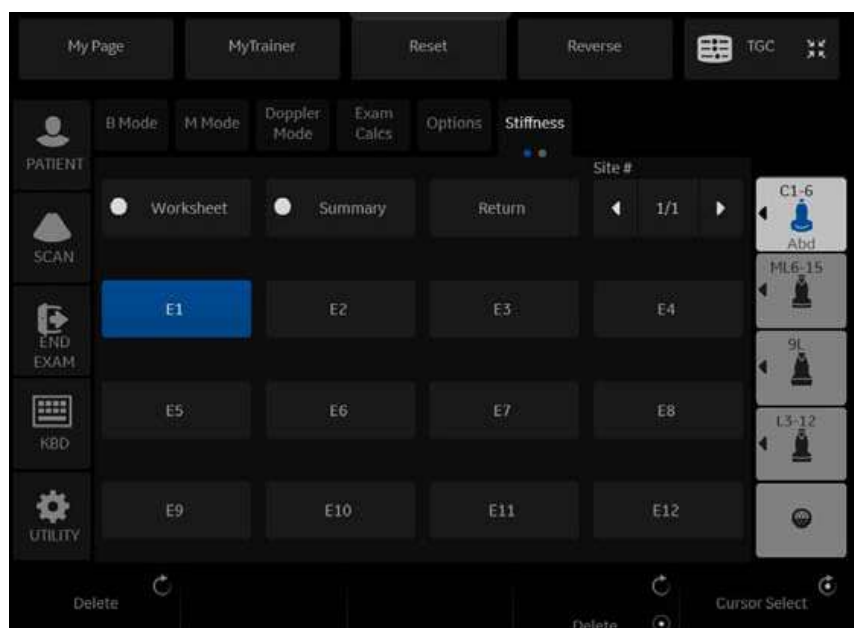 My Page MyTrainer Reset Reverse TGC
PATIENT
SCAN
END
EXAM
KBD
UTILITY
B Mode M Mode Doppler Mode Exam Calcs Options Stiffness
Site #
Worksheet Summary Return 1/1
E1 E2 E3 E4
E5 E6 E7 E8
E9 E10 E11 E12
C1-6
Abd
ML6-15
9L
L3-12
Delete Delete Cursor Select